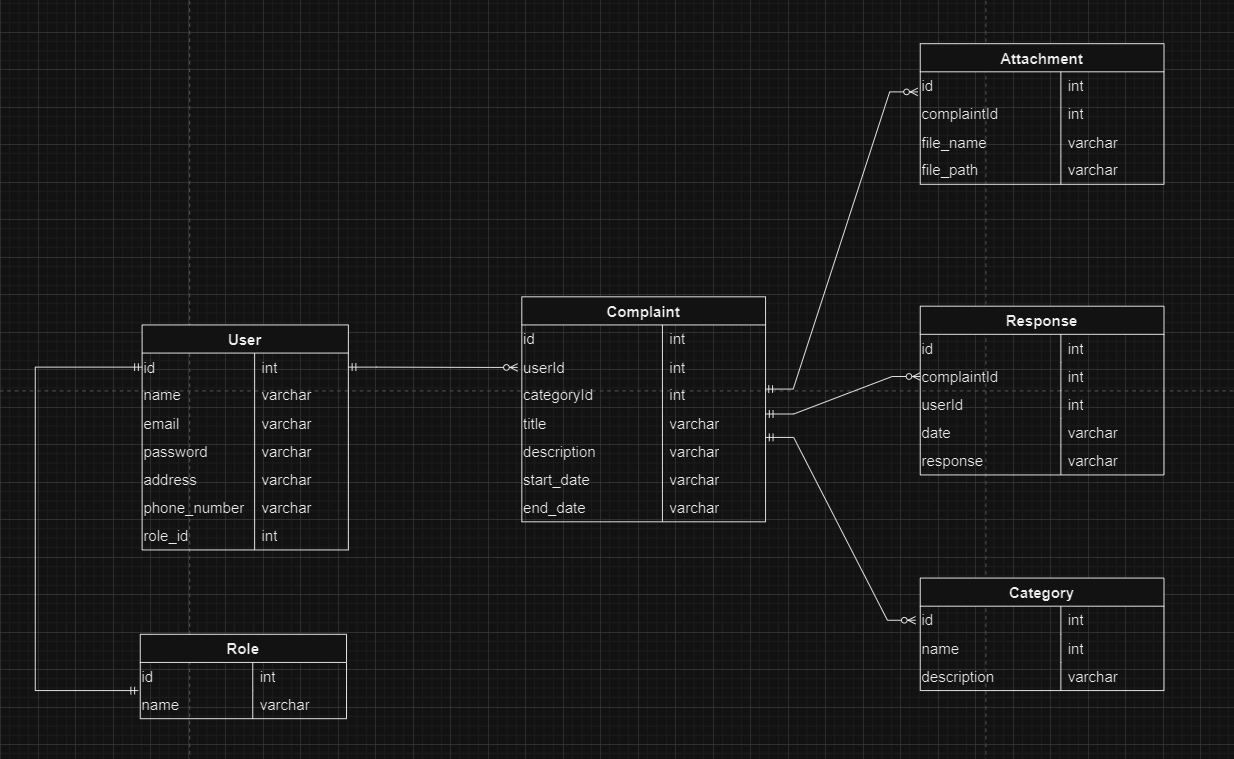 Attachment
id int
complaintId int
file_name varchar
file_path varchar
Complaint
id int
userId int
categoryId int
title varchar
description varchar
start_date varchar
end_date varchar
Response
id int
complaintId int
userId int
date varchar
response varchar
User
id int
name varchar
email varchar
password varchar
address varchar
phone_number varchar
role_id int
Category
id int
name int
description varchar
Role
id int
name varchar